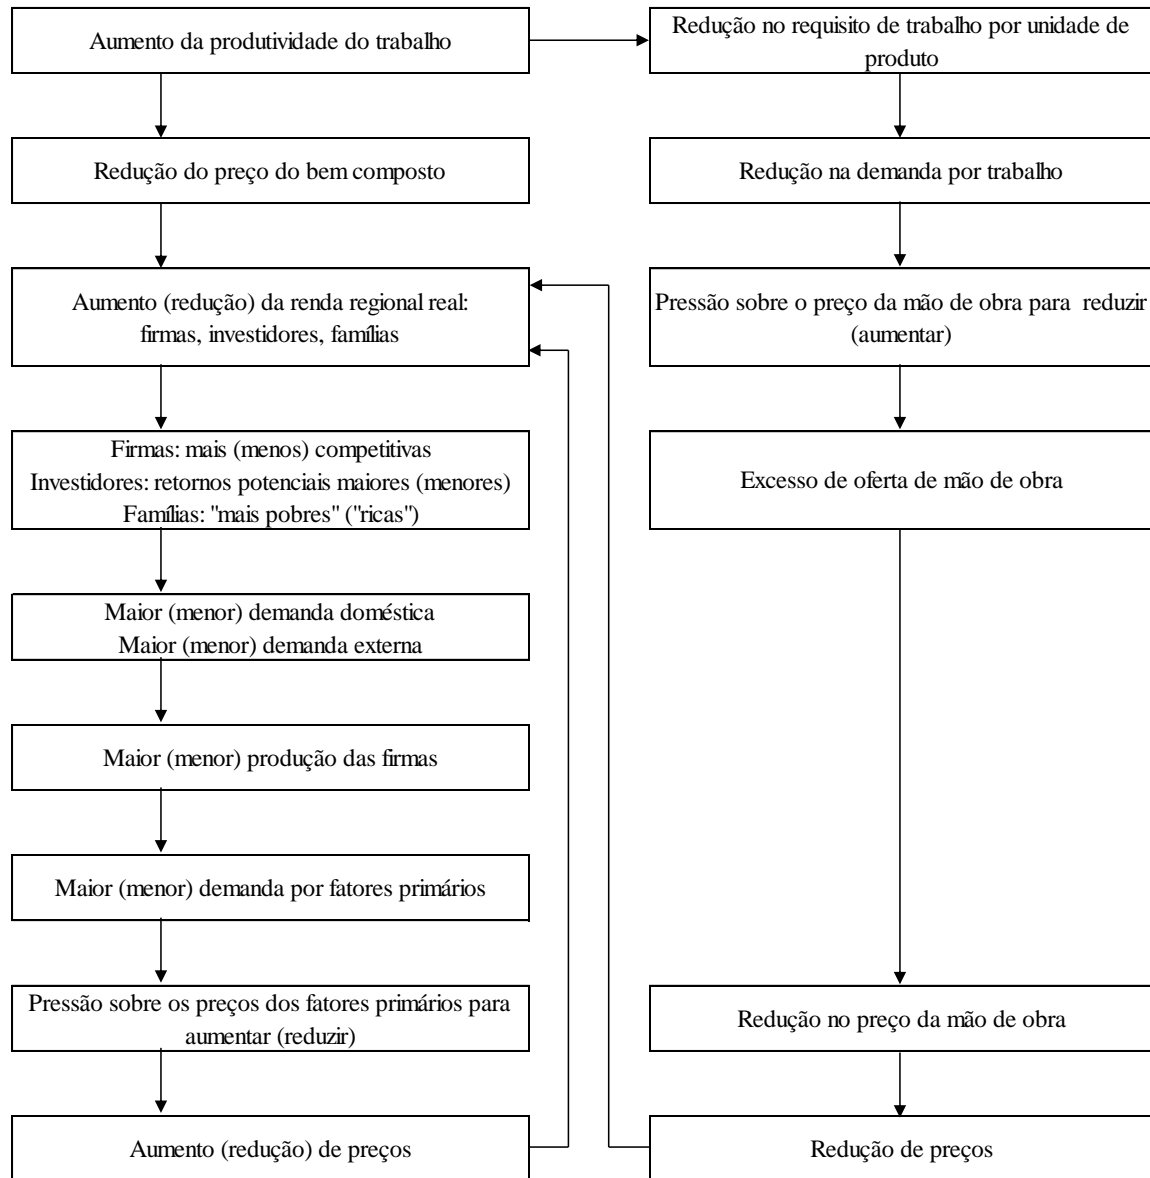 Aumento da produtividade do trabalho
Redução no requisito de trabalho por unidade de
produto
Redução do preço do bem composto
Redução na demanda por trabalho
Aumento (redução) da renda regional real:
firmas, investidores, famílias
Pressão sobre o preço da mão de obra para reduzir
(aumentar)
Firmas: mais (menos) competitivas
Investidores: retornos potenciais maiores (menores)
Famílias: "mais pobres" ("ricas")
Excesso de oferta de mão de obra
Maior (menor) demanda doméstica
Maior (menor) demanda externa
Maior (menor) produção das firmas
Maior (menor) demanda por fatores primários
Pressão sobre os preços dos fatores primários para
aumentar (reduzir)
Redução no preço da mão de obra
Aumento (redução) de preços
Redução de preços